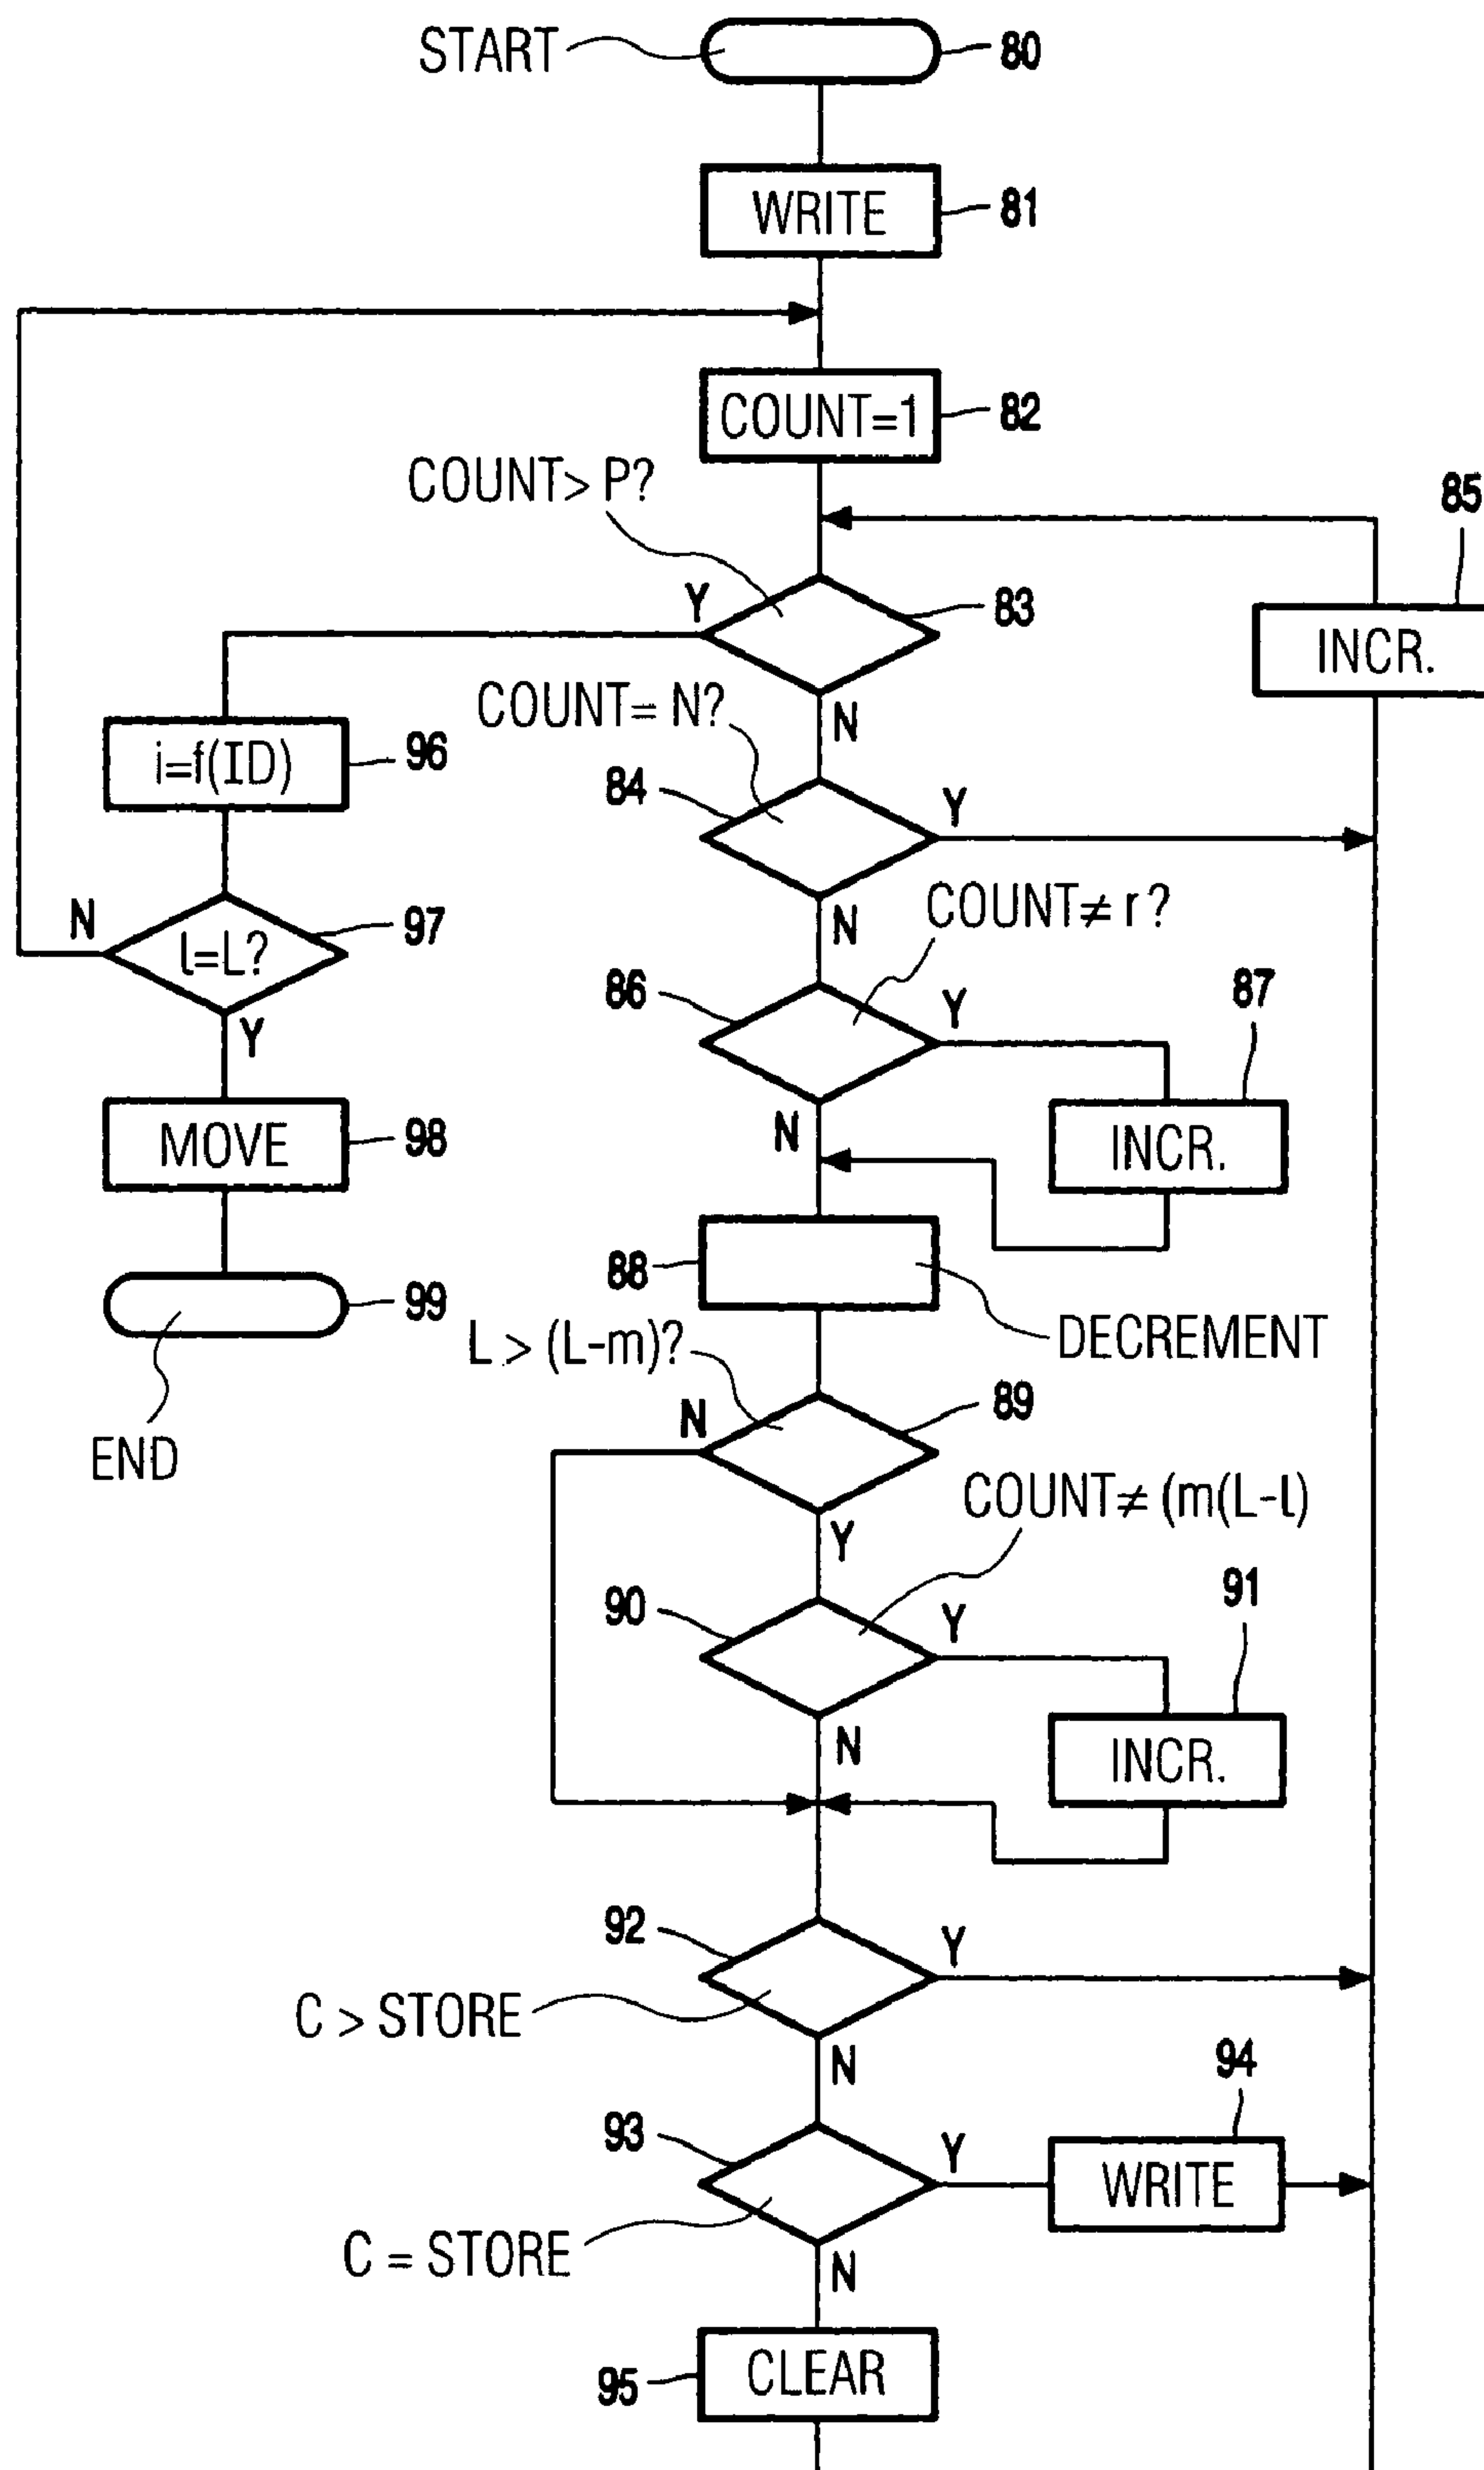 START
80
WRITE
81
COUNT=1
82
COUNT> P?
85
Y
83
INCR.
COUNT= N?
N
i=f(ID)
96
84
Y
N
COUNT≠ r?
N
l=L?
97
86
Y
87
Y
MOVE
98
N
INCR.
88
99
DECREMENT
L > (L-m)?
N
89
END
COUNT≠ (m(L-l)
Y
90
Y
91
N
INCR.
92
Y
C > STORE
N
94
93
Y
WRITE
C = STORE
N
95
CLEAR